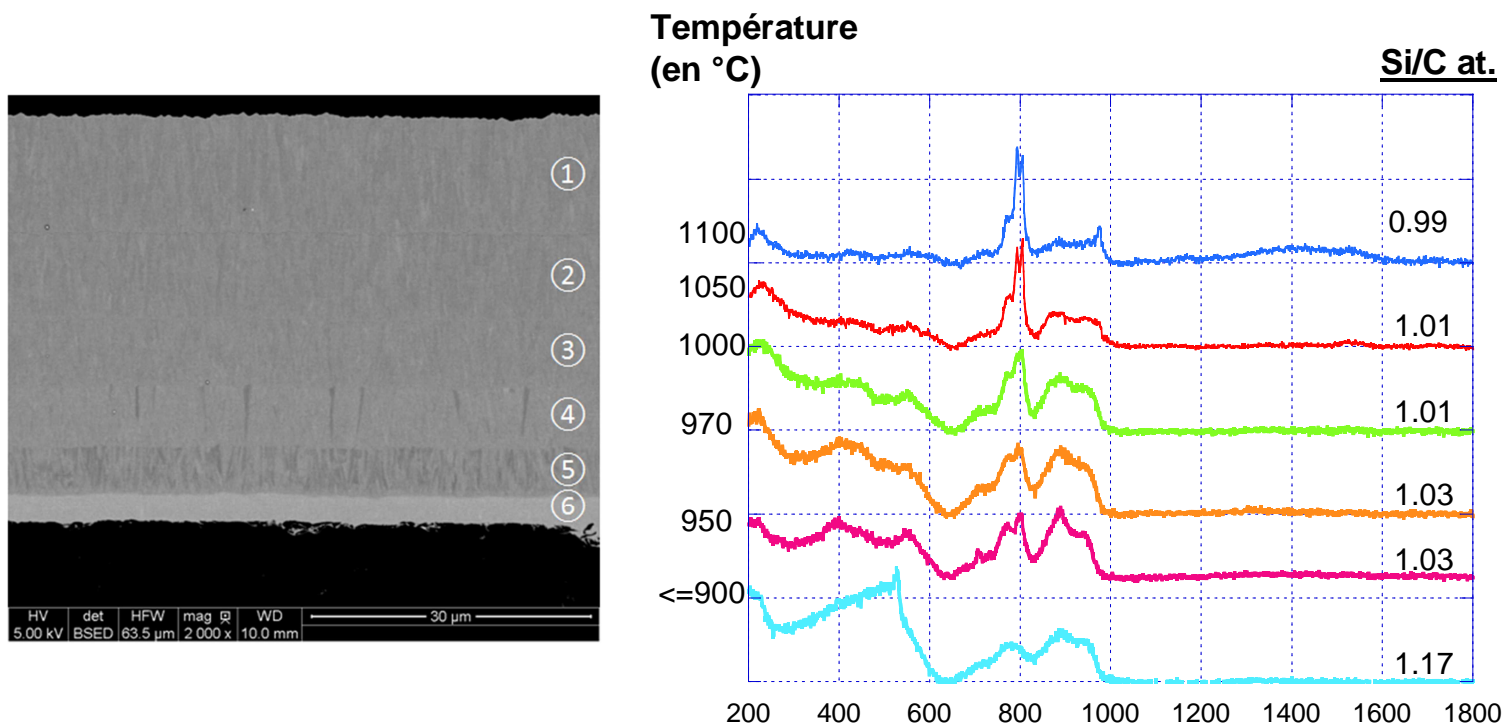 Température
(en °C)
Si/C at.
①
②
③
④
⑤
⑥
HV det HFW mag WD
5.00 kV BSED 63.5 µm 2 000 x 10.0 mm
30 µm
1100 0.99
1050 1.01
1000 1.01
970 1.03
950 1.03
<=900 1.17
200 400 600 800 1000 1200 1400 1600 1800